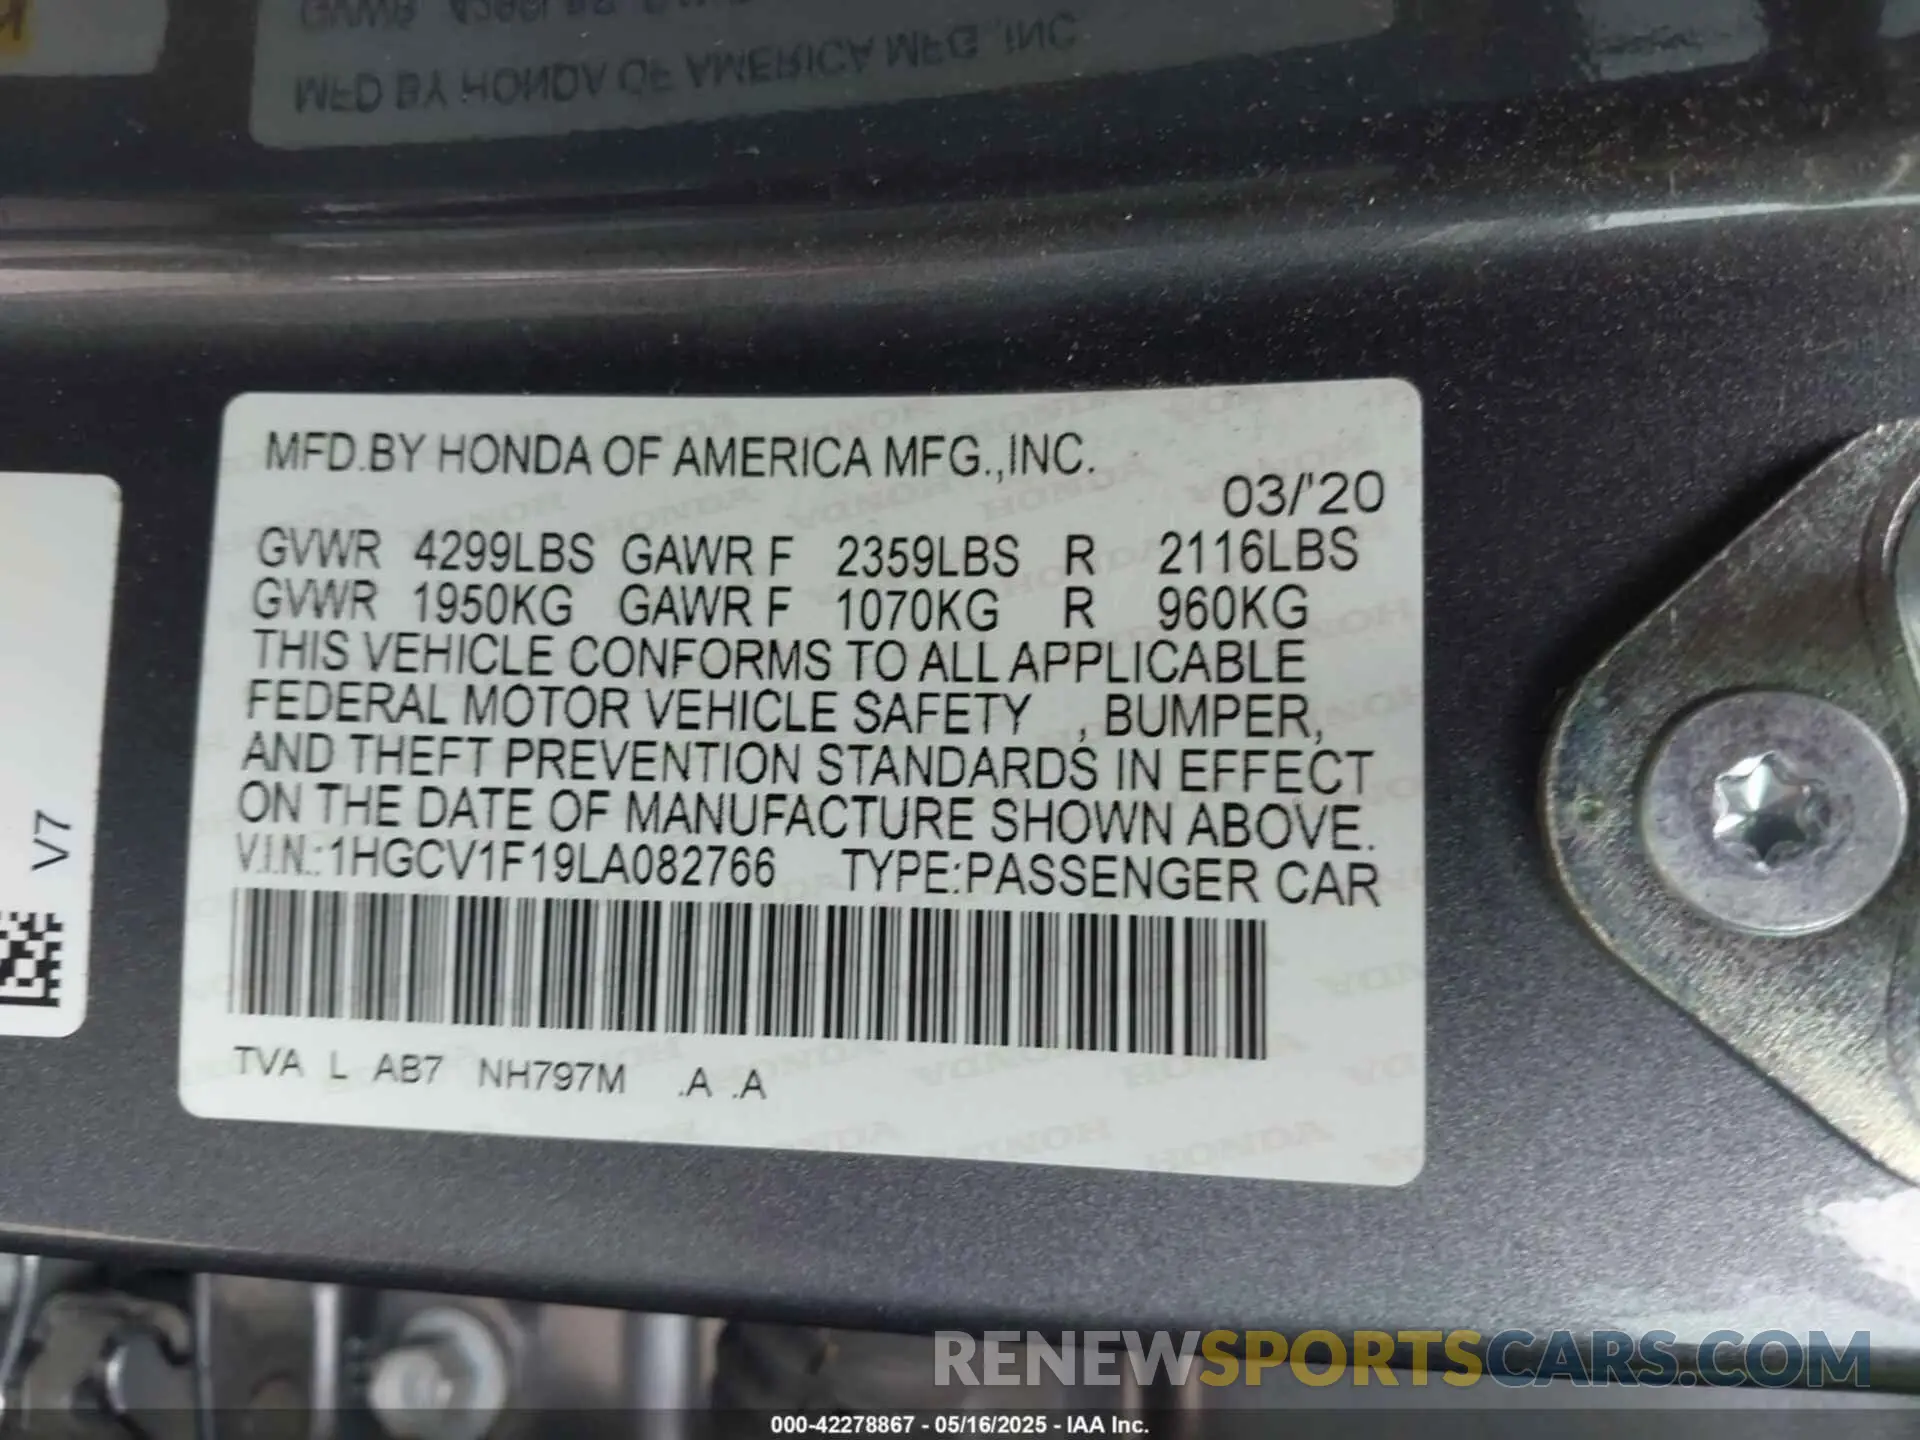 MFD BY HONDA OF AMERICA MFG., INC
MFD.BY HONDA OF AMERICA MFG.,INC.
03/'20
GVWR 4299LBS GAWR F 2359LBS R 2116LBS
GVWR 1950KG GAWR F 1070KG R 960KG
THIS VEHICLE CONFORMS TO ALL APPLICABLE
FEDERAL MOTOR VEHICLE SAFETY , BUMPER,
AND THEFT PREVENTION STANDARDS IN EFFECT
ON THE DATE OF MANUFACTURE SHOWN ABOVE.
V.I.N.:1HGCV1F19LA082766 TYPE:PASSENGER CAR
TVA L AB7 NH797M .A .A
V7
RENEWSPORTSCARS.COM
000-42278867 - 05/16/2025 - IAA Inc.